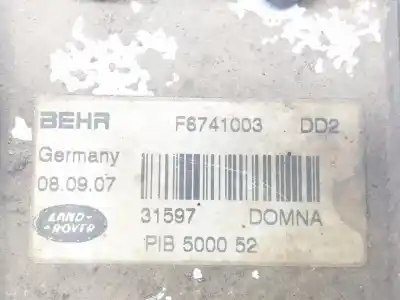 BEHR F8741003 DD2
Germany
08.09.07
31597 DOMNA
LAND-
ROVER
PIB 5000 52